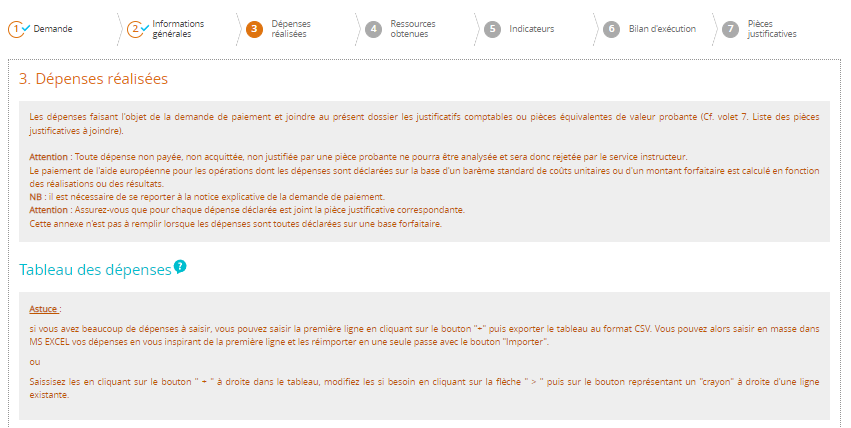 1 Demande
2 Informations générales
3 Dépenses réalisées
4 Ressources obtenues
5 Indicateurs
6 Bilan d'exécution
7 Pièces justificatives
3. Dépenses réalisées
Les dépenses faisant l'objet de la demande de paiement et joindre au présent dossier les justificatifs comptables ou pièces équivalentes de valeur probante (Cf. volet 7. Liste des pièces
justificatives à joindre).
Attention : Toute dépense non payée, non acquittée, non justifiée par une pièce probante ne pourra être analysée et sera donc rejetée par le service instructeur.
Le paiement de l'aide européenne pour les opérations dont les dépenses sont déclarées sur la base d'un barème standard de coûts unitaires ou d'un montant forfaitaire est calculé en fonction
des réalisations ou des résultats.
NB : il est nécessaire de se reporter à la notice explicative de la demande de paiement.
Attention : Assurez-vous que pour chaque dépense déclarée est joint la pièce justificative correspondante.
Cette annexe n'est pas à remplir lorsque les dépenses sont toutes déclarées sur une base forfaitaire.
Tableau des dépenses ?
Astuce :
si vous avez beaucoup de dépenses à saisir, vous pouvez saisir la première ligne en cliquant sur le bouton "+" puis exporter le tableau au format CSV. Vous pouvez alors saisir en masse dans
MS EXCEL vos dépenses en vous inspirant de la première ligne et les réimporter en une seule passe avec le bouton "Importer".
ou
Saissisez les en cliquant sur le bouton " + " à droite dans le tableau, modifiez les si besoin en cliquant sur la flèche " > " puis sur le bouton représentant un "crayon" à droite d'une ligne
existante.